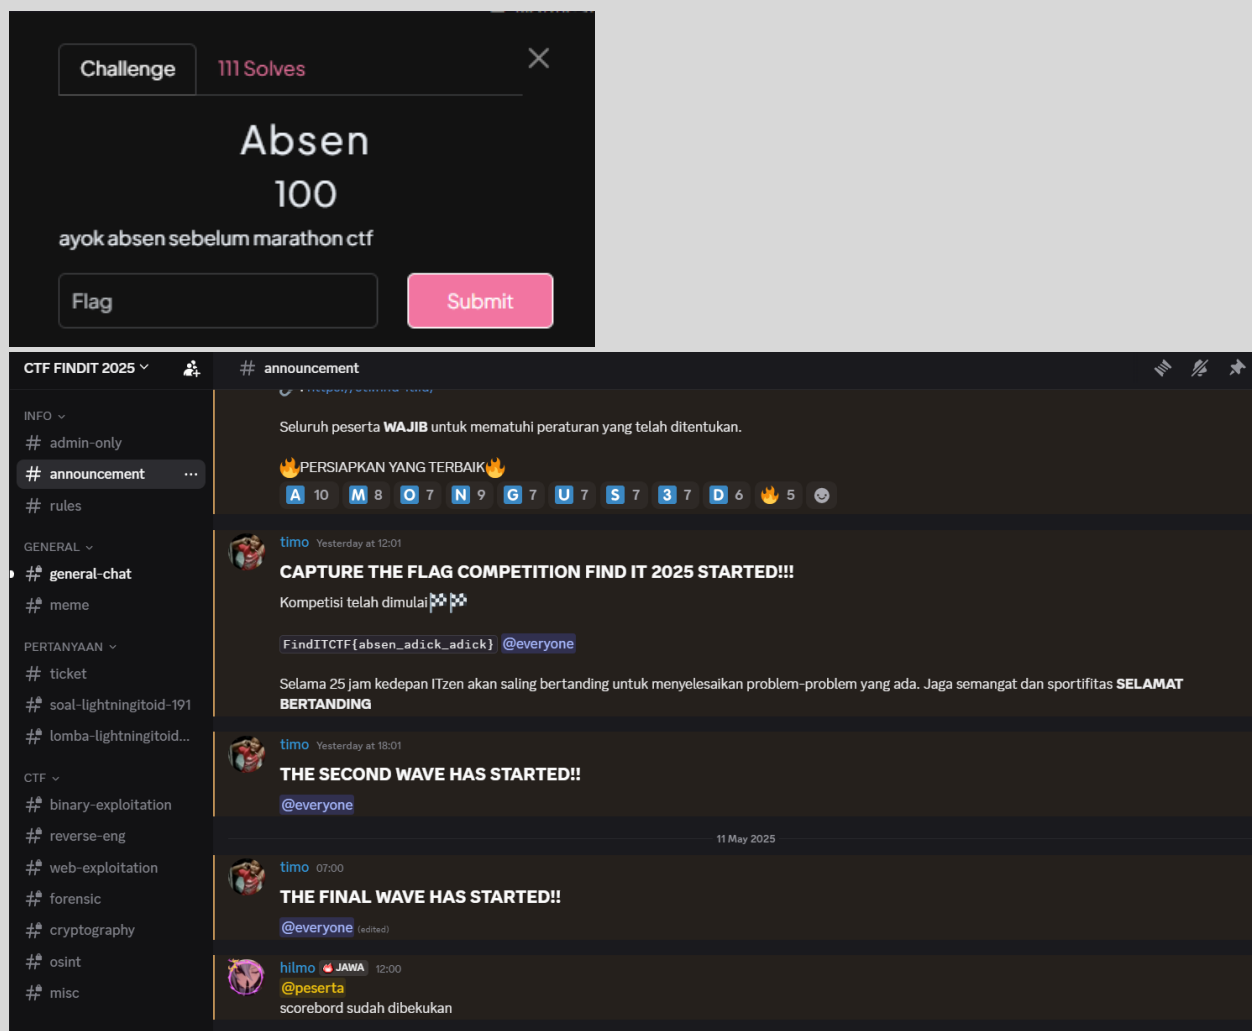 Challenge
111 Solves
Absen
100
ayok absen sebelum marathon ctf
Flag
Submit
CTF FINDIT 2025
# announcement
INFO
# admin-only
# announcement ...
# rules
GENERAL
general-chat
meme
PERTANYAAN
# ticket
soal-lightningitoid-191
lomba-lightningitoid...
CTF
binary-exploitation
reverse-eng
web-exploitation
forensic
cryptography
osint
misc
Seluruh peserta WAJIB untuk mematuhi peraturan yang telah ditentukan.
🔥PERSIAPKAN YANG TERBAIK🔥
A 10 M 8 O 7 N 9 G 7 U 7 S 7 3 7 D 6 🔥 5
timo Yesterday at 12:01
CAPTURE THE FLAG COMPETITION FIND IT 2025 STARTED!!!
Kompetisi telah dimulai🏁🏁
FindITCTF{absen_adick_adick} @everyone
Selama 25 jam kedepan ITzen akan saling bertanding untuk menyelesaikan problem-problem yang ada. Jaga semangat dan sportifitas SELAMAT
BERTANDING
timo Yesterday at 18:01
THE SECOND WAVE HAS STARTED!!
@everyone
11 May 2025
timo 07:00
THE FINAL WAVE HAS STARTED!!
@everyone (edited)
hilmo JAWA 12:00
@peserta
scorebord sudah dibekukan